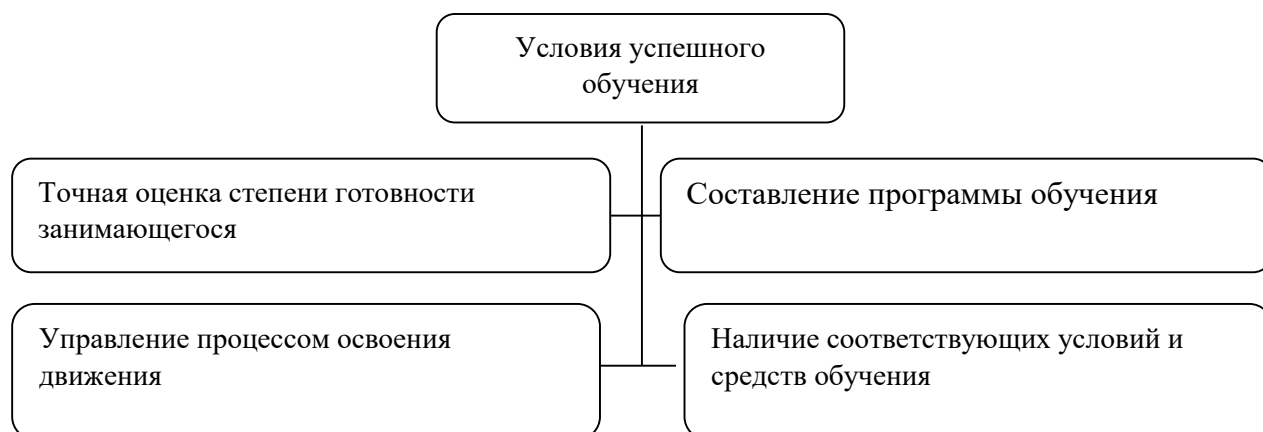 Условия успешного
обучения
Точная оценка степени готовности
занимающегося
Составление программы обучения
Управление процессом освоения
движения
Наличие соответствующих условий и
средств обучения